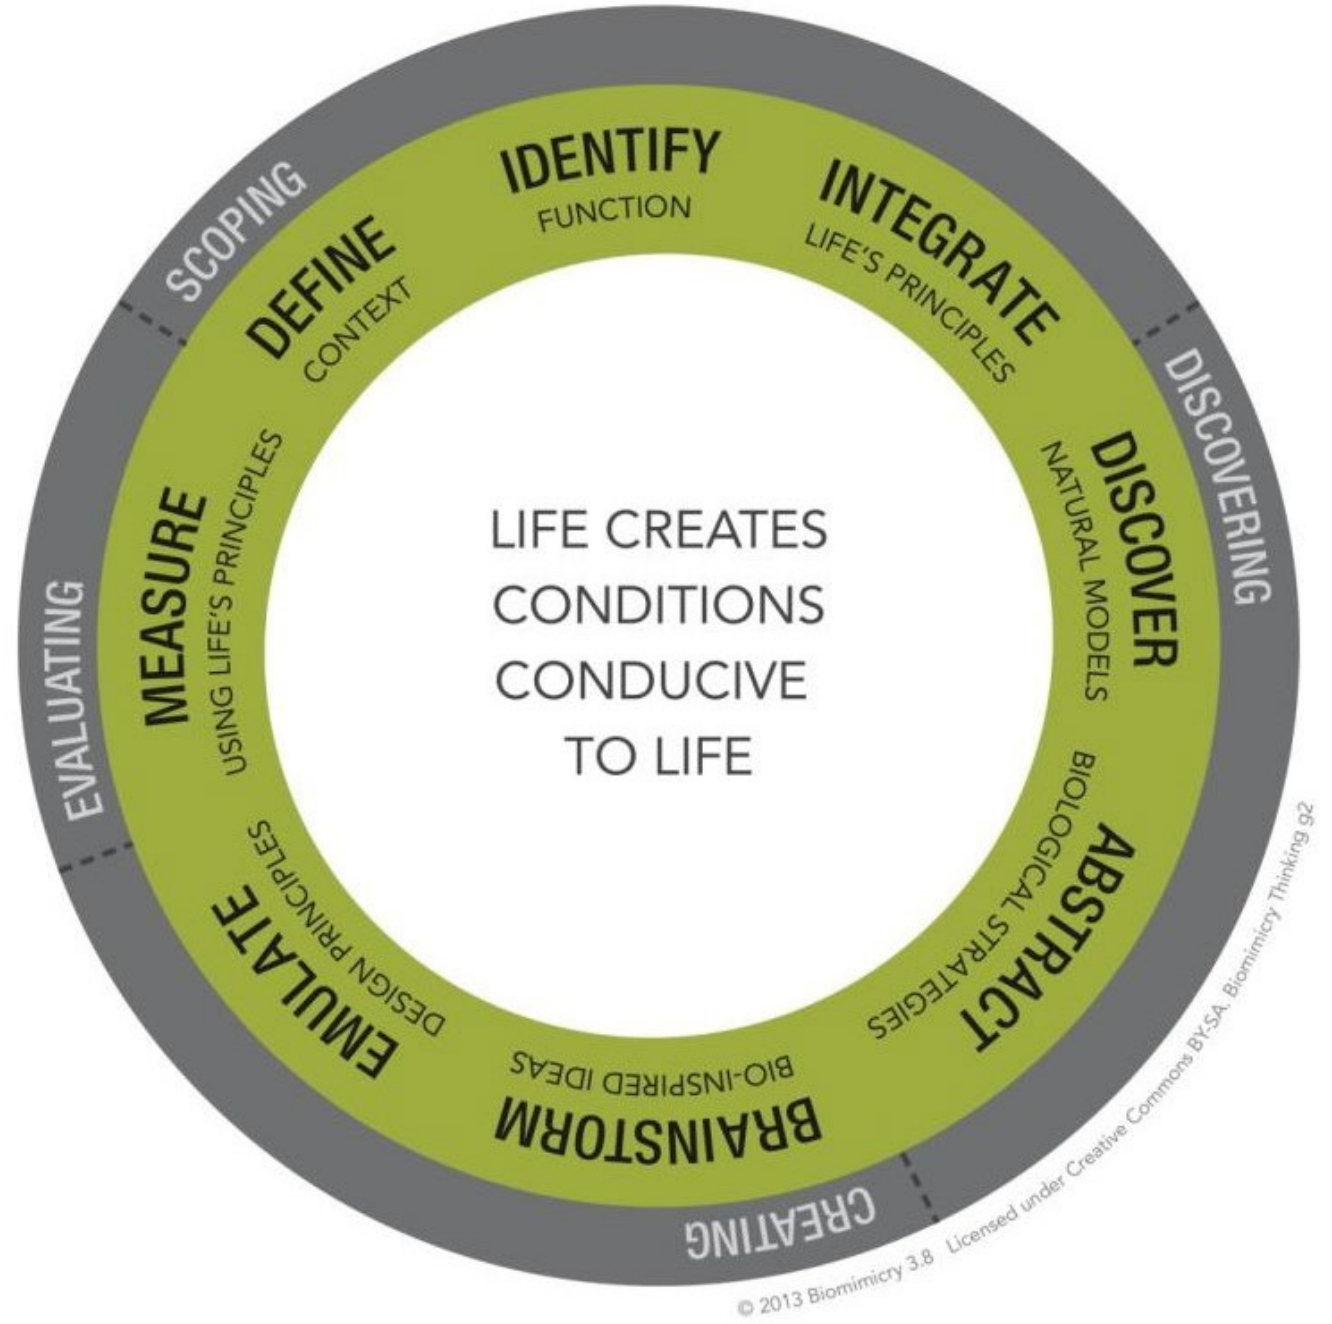 SCOPING
DEFINE
CONTEXT
IDENTIFY
FUNCTION
INTEGRATE
LIFE'S PRINCIPLES
DISCOVERING
DISCOVER
NATURAL MODELS
ABSTRACT
BIOLOGICAL STRATEGIES
CREATING
BRAINSTORM
BIO-INSPIRED IDEAS
EMULATE
DESIGN PRINCIPLES
EVALUATING
MEASURE
USING LIFE'S PRINCIPLES
LIFE CREATES
CONDITIONS
CONDUCIVE
TO LIFE
© 2013 Biomimicry 3.8 Licensed under Creative Commons BY-SA. Biomimicry Thinking g2